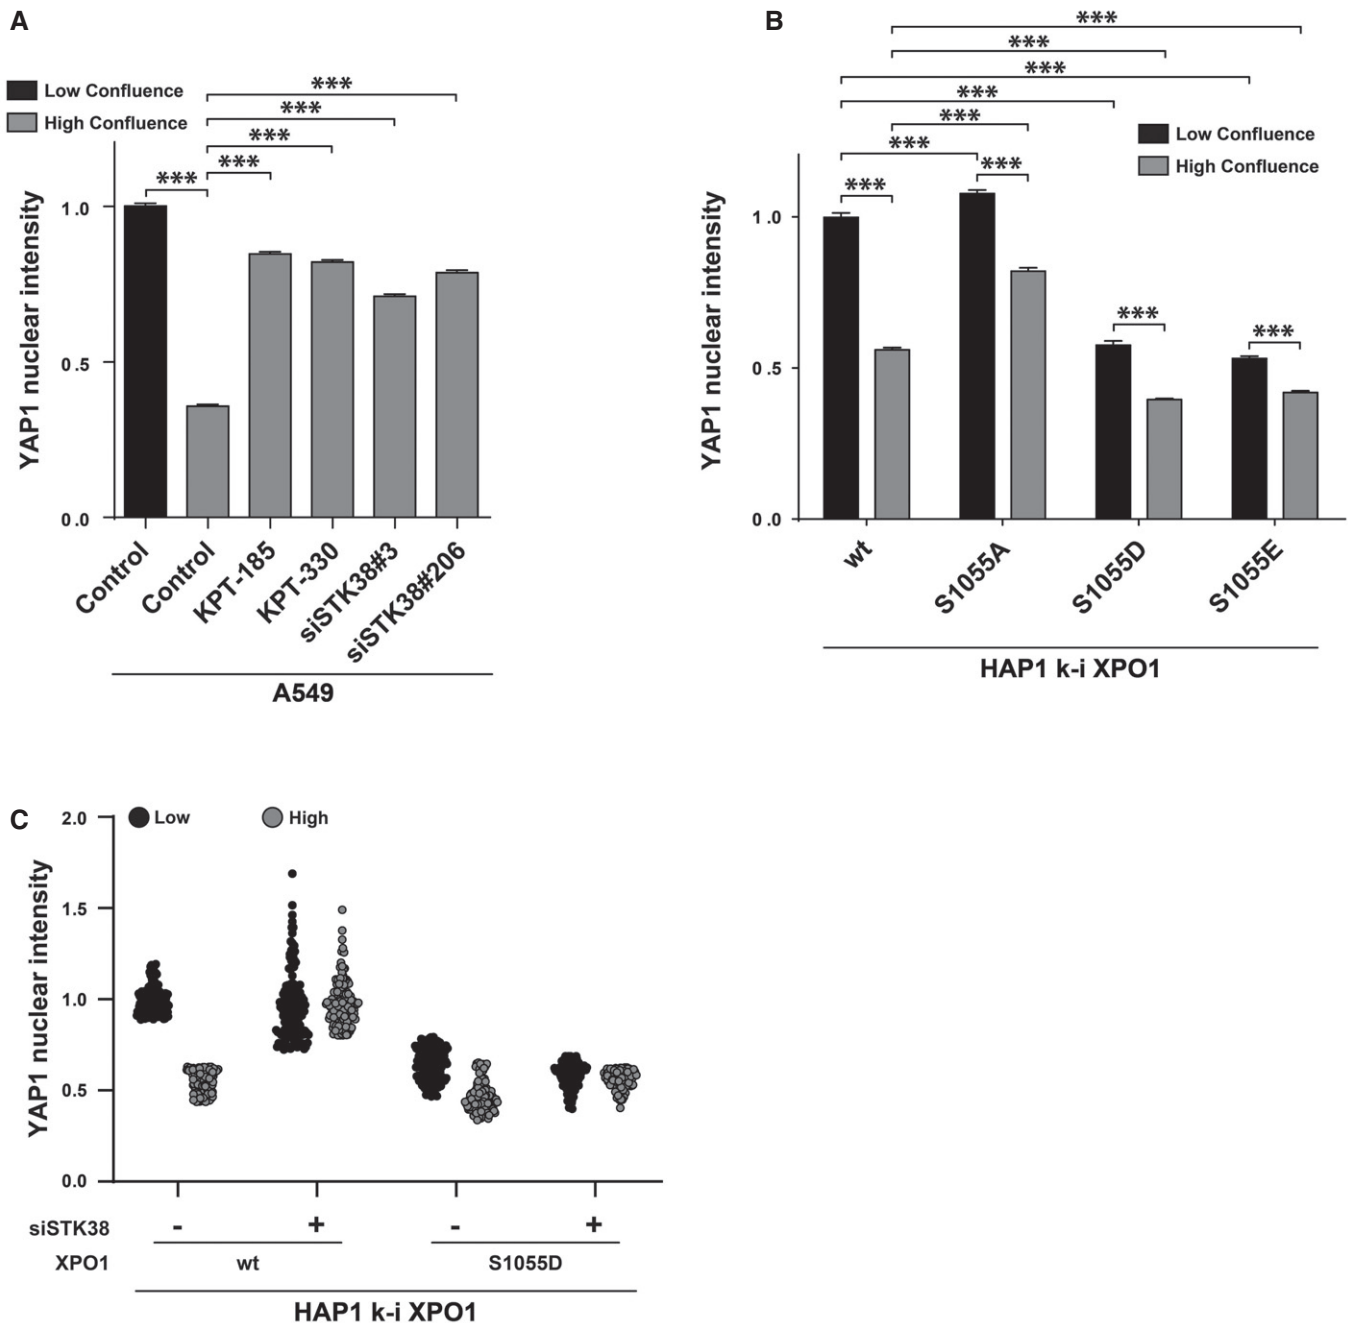 A
Low Confluence
High Confluence
***
***
***
***
***
YAP1 nuclear intensity
1.0
0.5
0.0
Control
Control
KPT-185
KPT-330
siSTK38#3
siSTK38#206
A549
B
***
***
***
***
***
***
***
***
***
***
Low Confluence
High Confluence
YAP1 nuclear intensity
1.0
0.5
0.0
wt
S1055A
S1055D
S1055E
HAP1 k-i XPO1
C
Low
High
YAP1 nuclear intensity
2.0
1.5
1.0
0.5
0.0
siSTK38 - + - +
XPO1 wt S1055D
HAP1 k-i XPO1